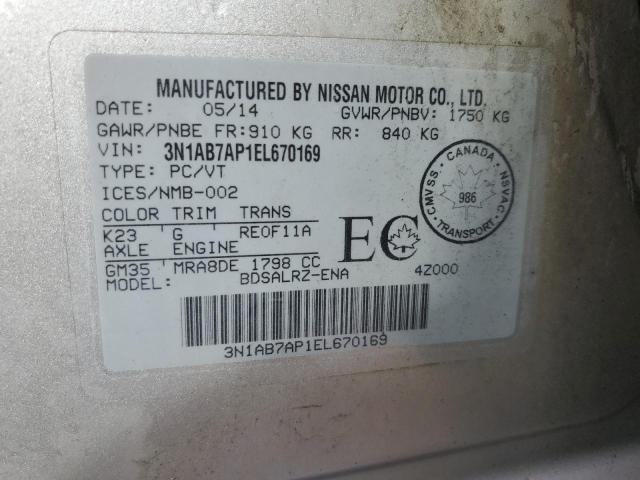 MANUFACTURED BY NISSAN MOTOR CO., LTD.
DATE: 05/14 GVWR/PNBV: 1750 KG
GAWR/PNBE FR: 910 KG RR: 840 KG
VIN: 3N1AB7AP1EL670169
TYPE: PC/VT
ICES/NMB-002
COLOR TRIM TRANS
K23 G RE0F11A
AXLE ENGINE
GM35 MRA8DE 1798 CC
MODEL: BDSALRZ-ENA 4Z000
EC
CMVSS · CANADA · NSVAC
986
TRANSPORT
3N1AB7AP1EL670169